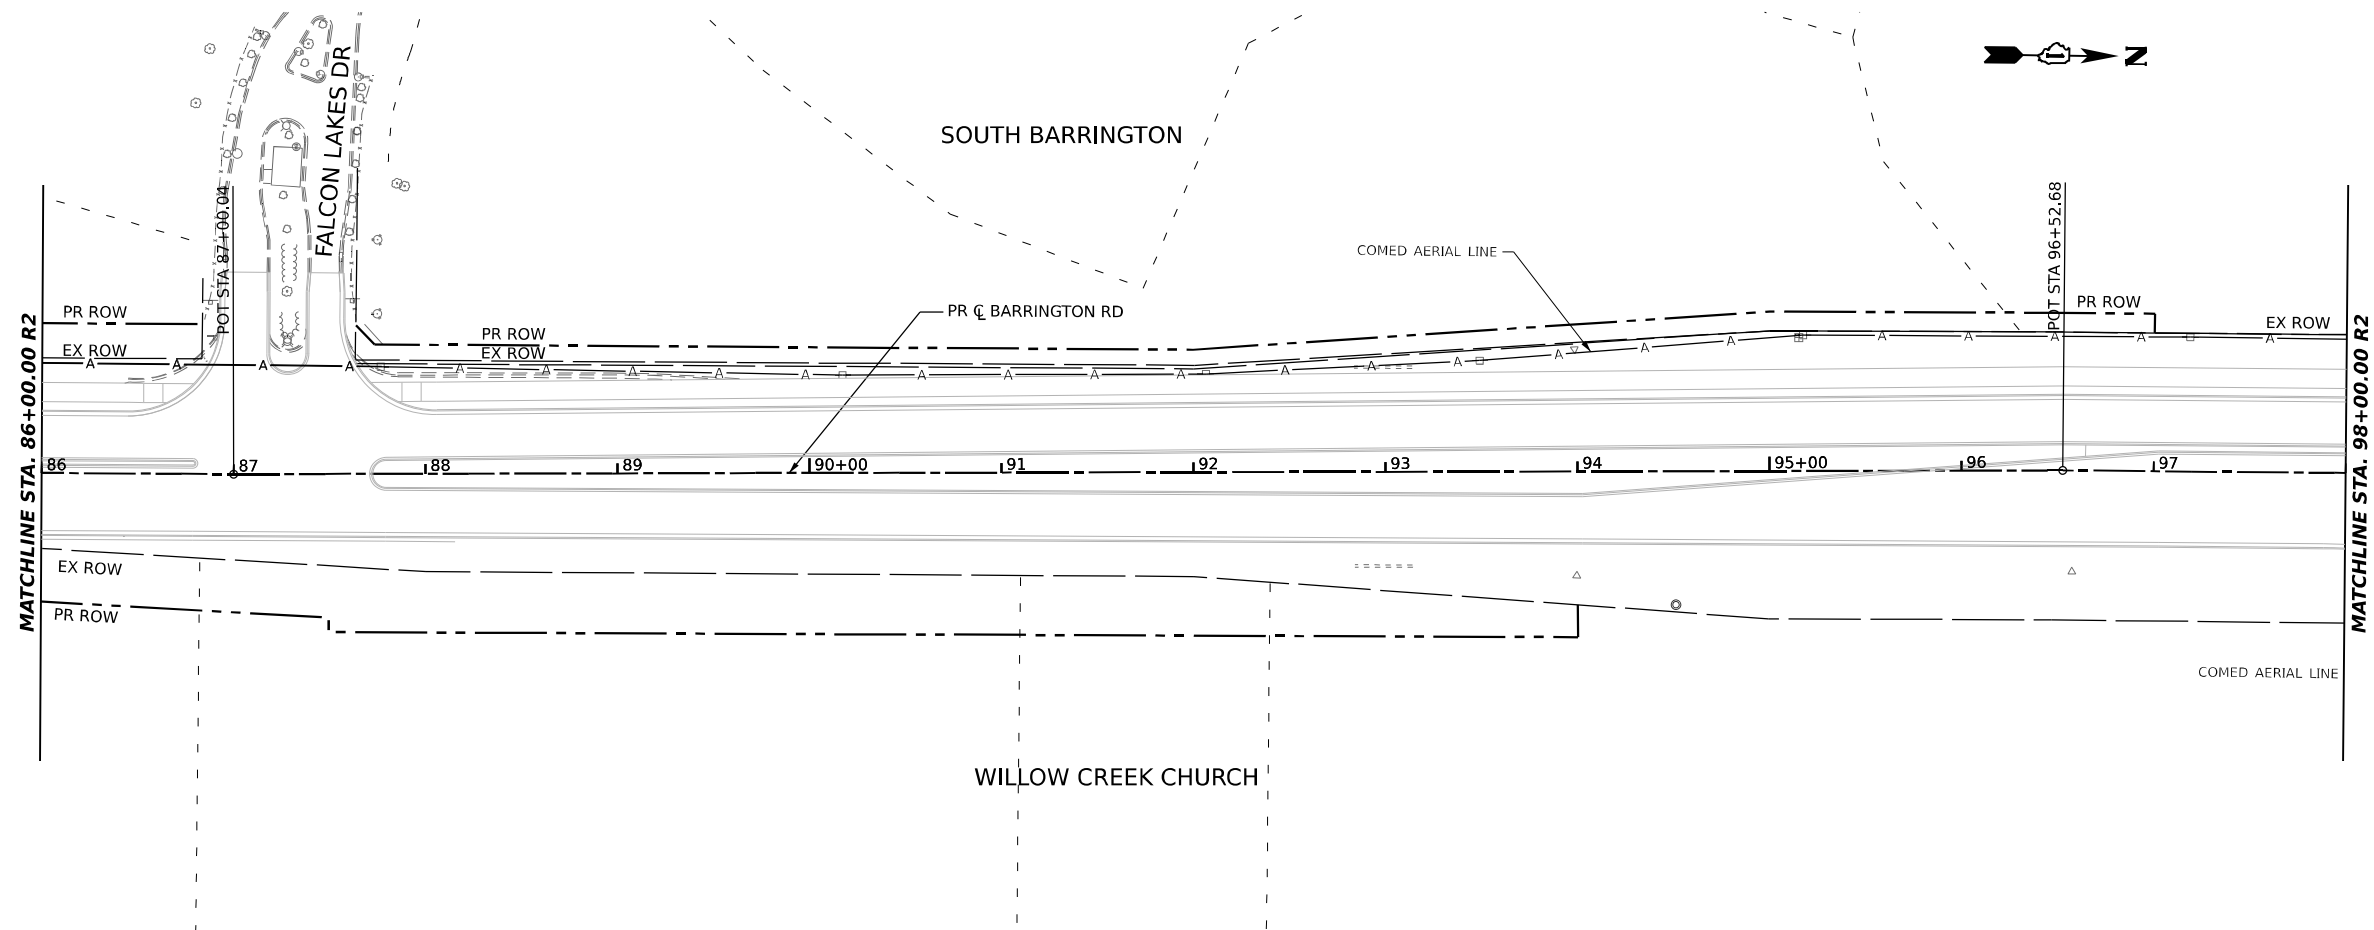 N
FALCON LAKES DR
SOUTH BARRINGTON
POT STA 87+00.04
POT STA 96+52.68
COMED AERIAL LINE
PR ROW
EX ROW
PR ROW
EX ROW
PR ℄ BARRINGTON RD
PR ROW
EX ROW
A A A A A A A A A A A A A A A A A A A A A A A A A A
MATCHLINE STA. 86+00.00 R2
MATCHLINE STA. 98+00.00 R2
86 87 88 89 90+00 91 92 93 94 95+00 96 97
EX ROW
PR ROW
COMED AERIAL LINE
WILLOW CREEK CHURCH